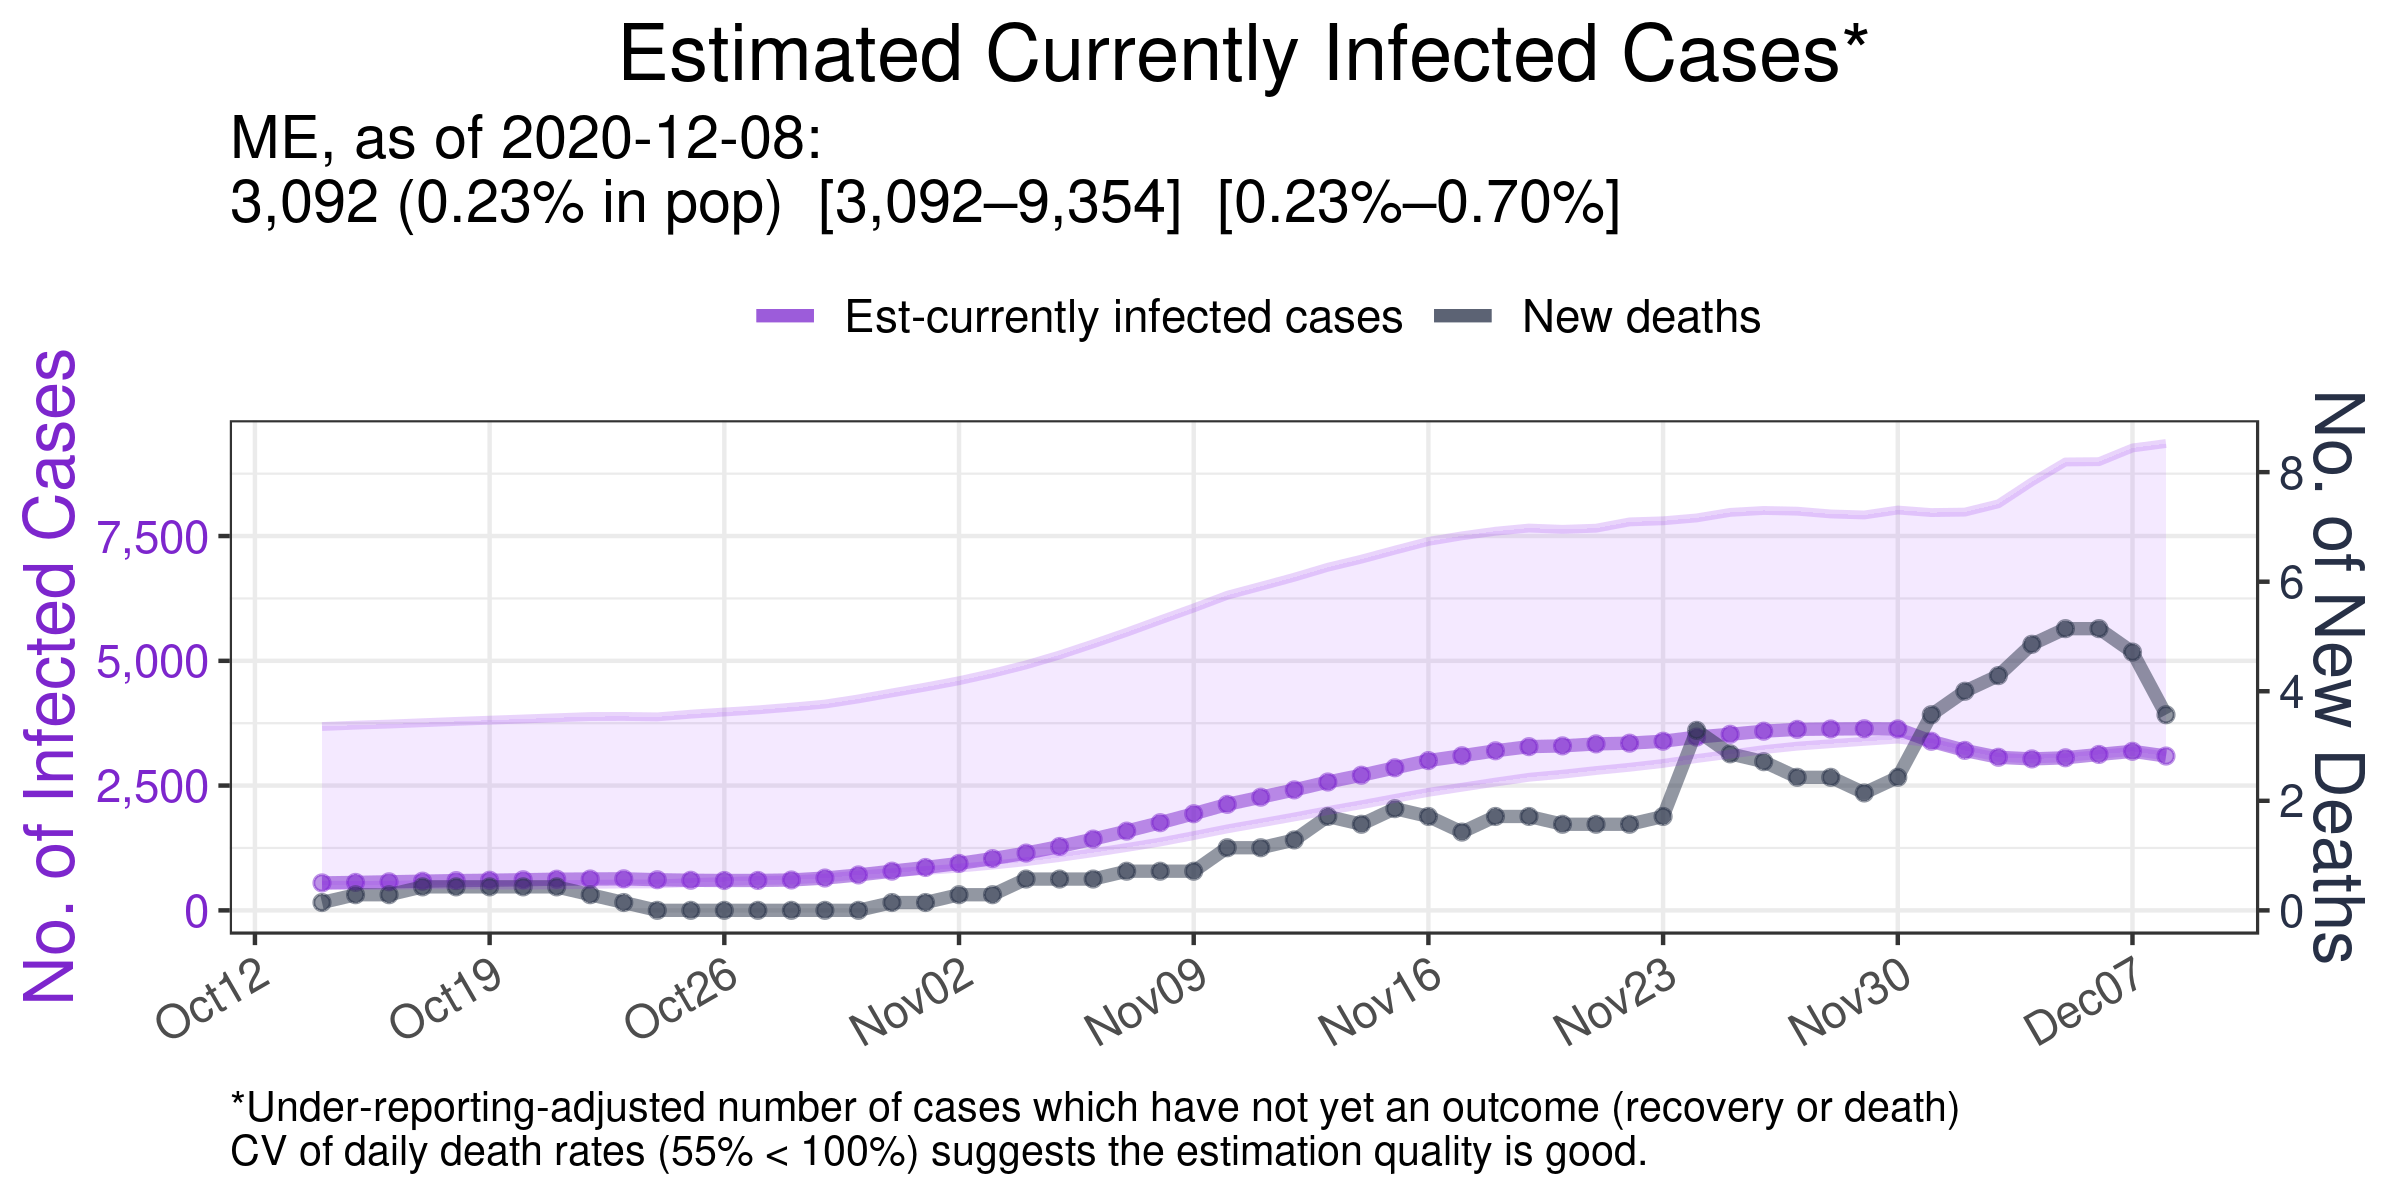 Estimated Currently Infected Cases*
ME, as of 2020-12-08:
3,092 (0.23% in pop)  [3,092–9,354]  [0.23%–0.70%]
Est-currently infected cases
New deaths
No. of Infected Cases
7,500
5,000
2,500
0
No. of New Deaths
8
6
4
2
0
Oct12
Oct19
Oct26
Nov02
Nov09
Nov16
Nov23
Nov30
Dec07
*Under-reporting-adjusted number of cases which have not yet an outcome (recovery or death)
CV of daily death rates (55% < 100%) suggests the estimation quality is good.